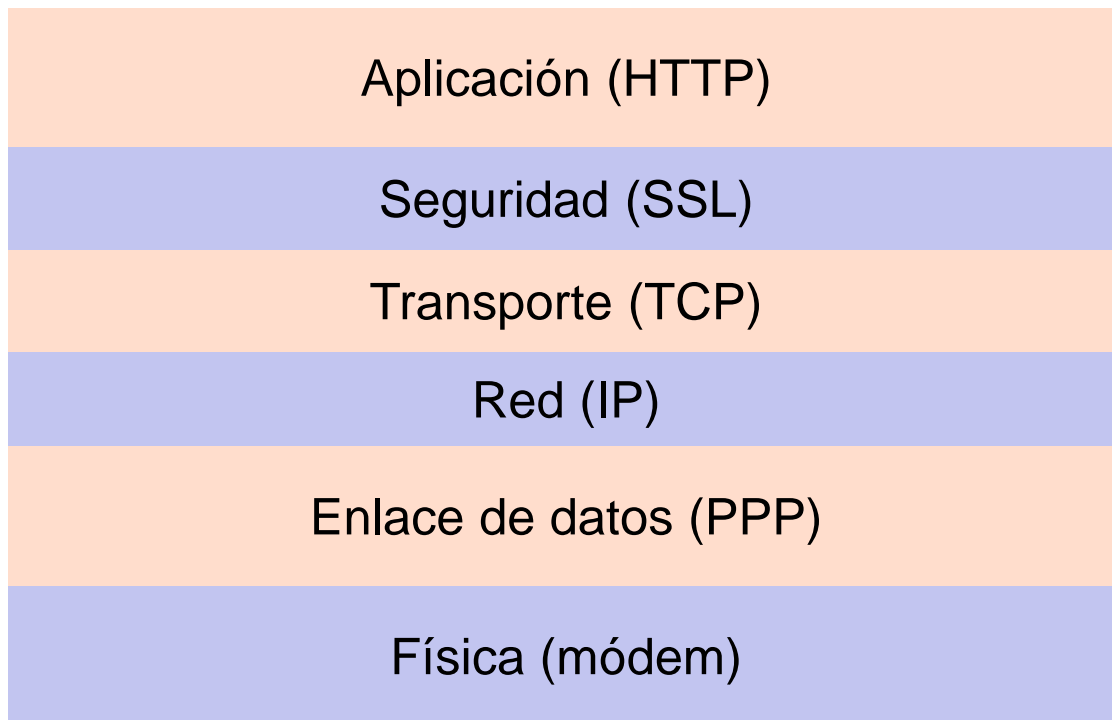 Aplicación (HTTP)
Seguridad (SSL)
Transporte (TCP)
Red (IP)
Enlace de datos (PPP)
Física (módem)